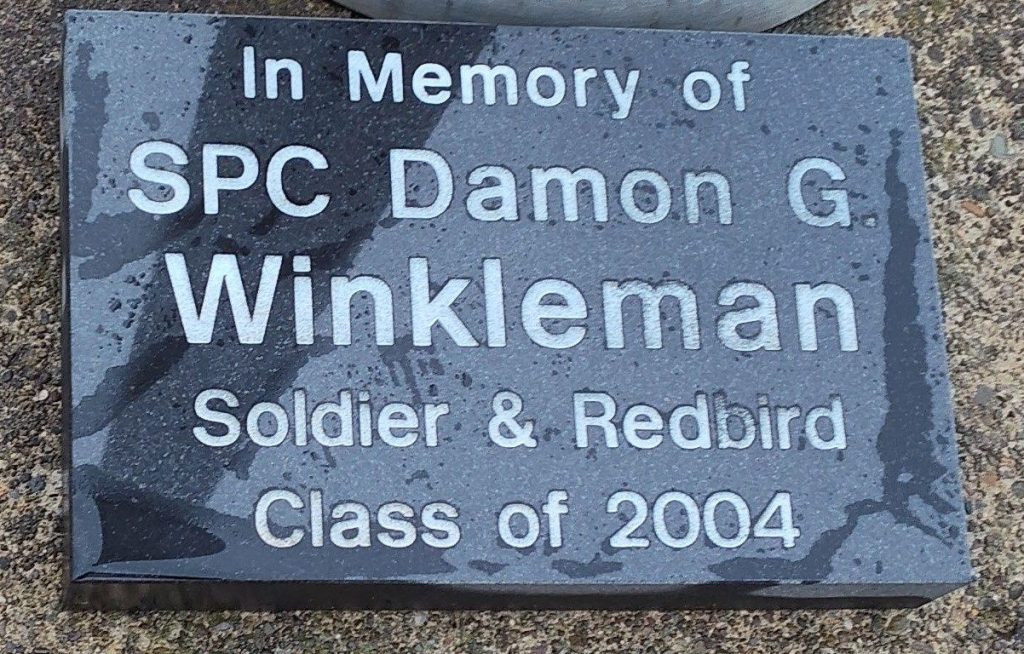 In Memory of
SPC Damon G.
Winkleman
Soldier & Redbird
Class of 2004